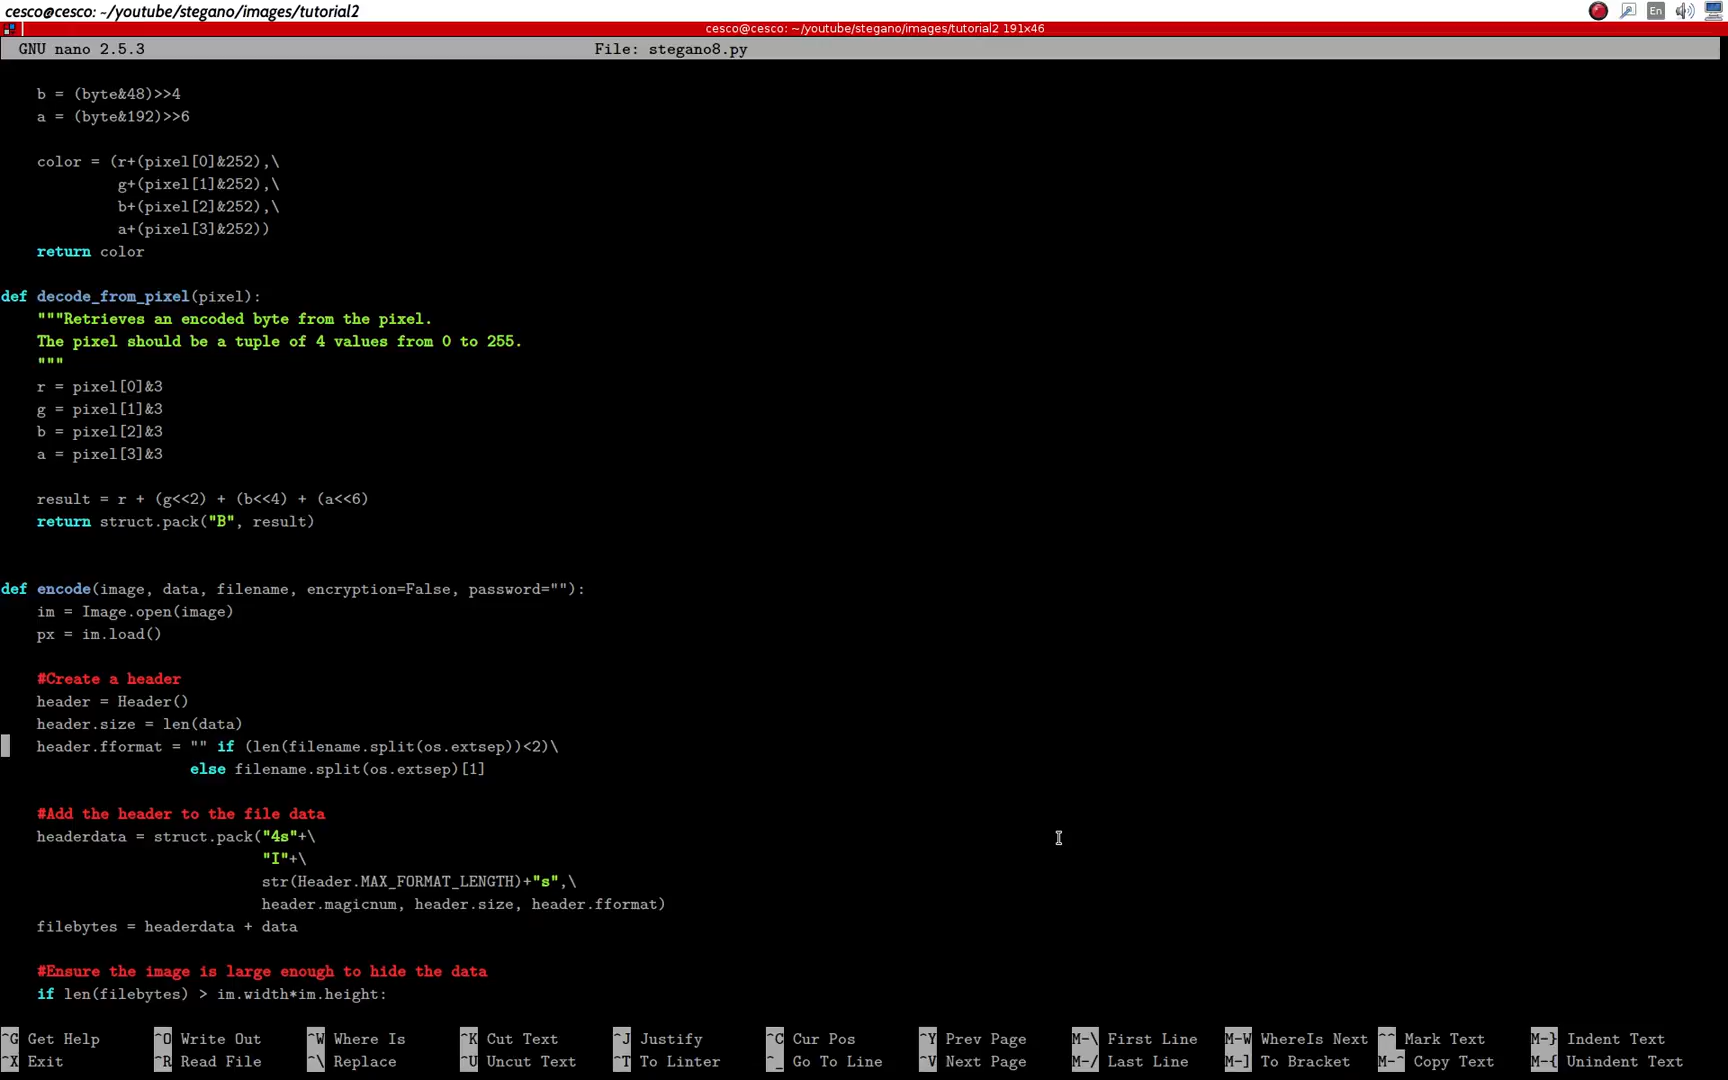 cesco@cesco: ~/youtube/stegano/images/tutorial2
En
cesco@cesco: ~/youtube/stegano/images/tutorial2 191x46
GNU nano 2.5.3 File: stegano8.py
b = (byte&48)>>4
a = (byte&192)>>6
color = (r+(pixel[0]&252),\
g+(pixel[1]&252),\
b+(pixel[2]&252),\
a+(pixel[3]&252))
return color
def decode_from_pixel(pixel):
"""Retrieves an encoded byte from the pixel.
The pixel should be a tuple of 4 values from 0 to 255.
"""
r = pixel[0]&3
g = pixel[1]&3
b = pixel[2]&3
a = pixel[3]&3
result = r + (g<<2) + (b<<4) + (a<<6)
return struct.pack("B", result)
def encode(image, data, filename, encryption=False, password=""):
im = Image.open(image)
px = im.load()
#Create a header
header = Header()
header.size = len(data)
header.fformat = "" if (len(filename.split(os.extsep))<2)\
else filename.split(os.extsep)[1]
#Add the header to the file data
headerdata = struct.pack("4s"+\
"I"+\
str(Header.MAX_FORMAT_LENGTH)+"s",\
header.magicnum, header.size, header.fformat)
filebytes = headerdata + data
#Ensure the image is large enough to hide the data
if len(filebytes) > im.width*im.height:
^G Get Help ^O Write Out ^W Where Is ^K Cut Text ^J Justify ^C Cur Pos ^Y Prev Page M-\ First Line M-W WhereIs Next ^^ Mark Text M-} Indent Text
^X Exit ^R Read File ^\ Replace ^U Uncut Text ^T To Linter ^_ Go To Line ^V Next Page M-/ Last Line M-] To Bracket M-^ Copy Text M-{ Unindent Text